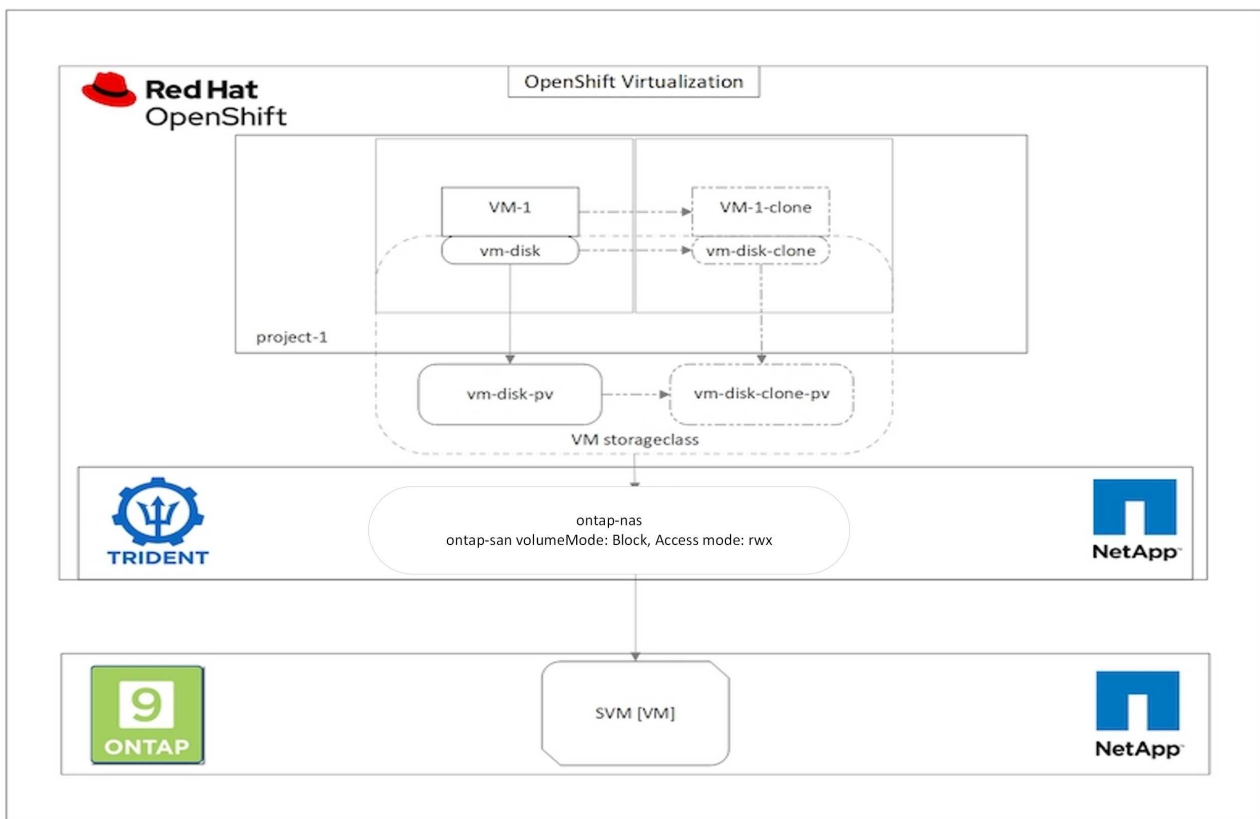 OpenShift Virtualization
Red Hat
OpenShift
VM-1
VM-1-clone
vm-disk
vm-disk-clone
project-1
vm-disk-pv
vm-disk-clone-pv
VM storageclass
TRIDENT
ontap-nas
ontap-san volumeMode: Block, Access mode: rwx
NetApp™
9
ONTAP
SVM [VM]
NetApp™